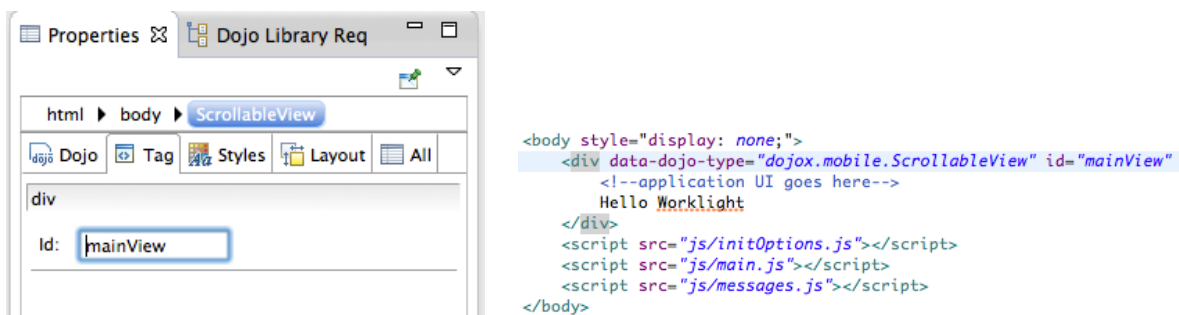 Properties Dojo Library Req
html body ScrollableView
dojo Dojo Tag Styles Layout All
div
Id: mainView
<body style="display: none;">
<div data-dojo-type="dojox.mobile.ScrollableView" id="mainView"
<!--application UI goes here-->
Hello Worklight
</div>
<script src="js/initOptions.js"></script>
<script src="js/main.js"></script>
<script src="js/messages.js"></script>
</body>